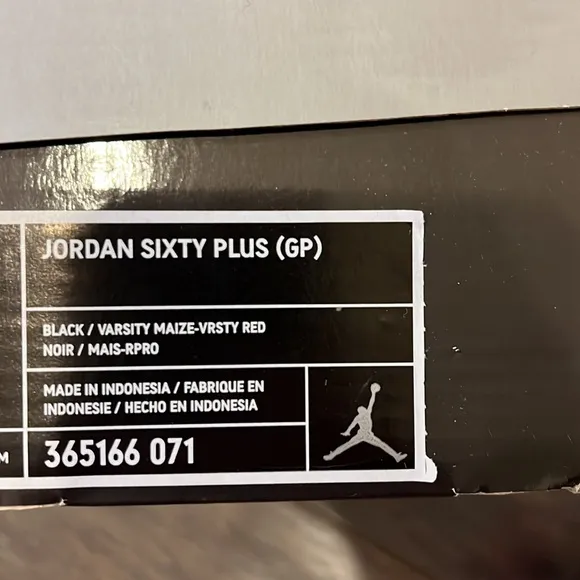 JORDAN SIXTY PLUS (GP)
BLACK / VARSITY MAIZE-VRSTY RED
NOIR / MAIS-RPRO
MADE IN INDONESIA / FABRIQUE EN
INDONESIE / HECHO EN INDONESIA
M
365166 071